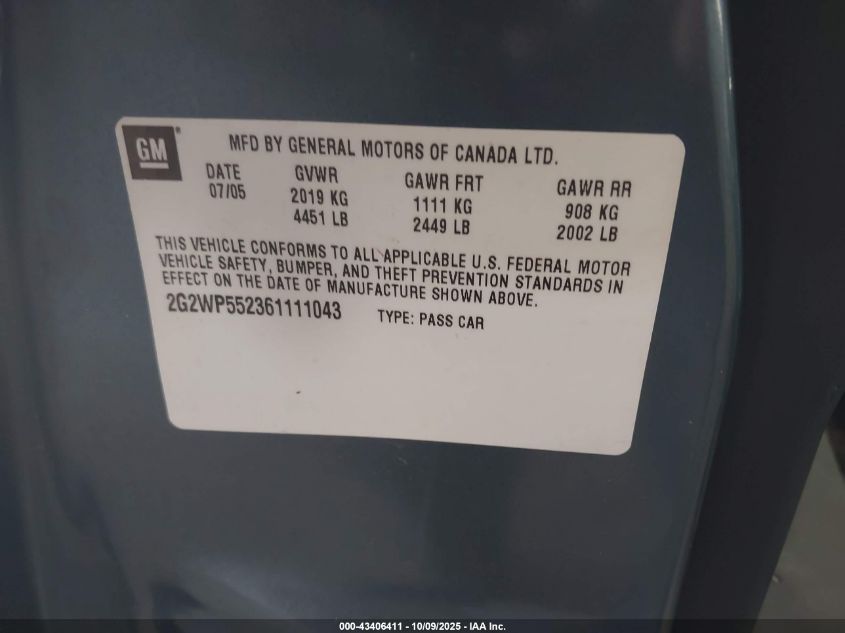 GM
MFD BY GENERAL MOTORS OF CANADA LTD.
DATE GVWR GAWR FRT GAWR RR
07/05 2019 KG 1111 KG 908 KG
4451 LB 2449 LB 2002 LB
THIS VEHICLE CONFORMS TO ALL APPLICABLE U.S. FEDERAL MOTOR
VEHICLE SAFETY, BUMPER, AND THEFT PREVENTION STANDARDS IN
EFFECT ON THE DATE OF MANUFACTURE SHOWN ABOVE.
2G2WP552361111043 TYPE: PASS CAR
000-43406411 - 10/09/2025 - IAA Inc.